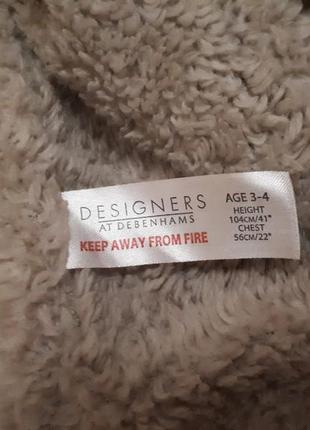 DESIGNERS
AT DEBENHAMS
KEEP AWAY FROM FIRE
AGE 3-4
HEIGHT
104CM/41"
CHEST
56CM/22"